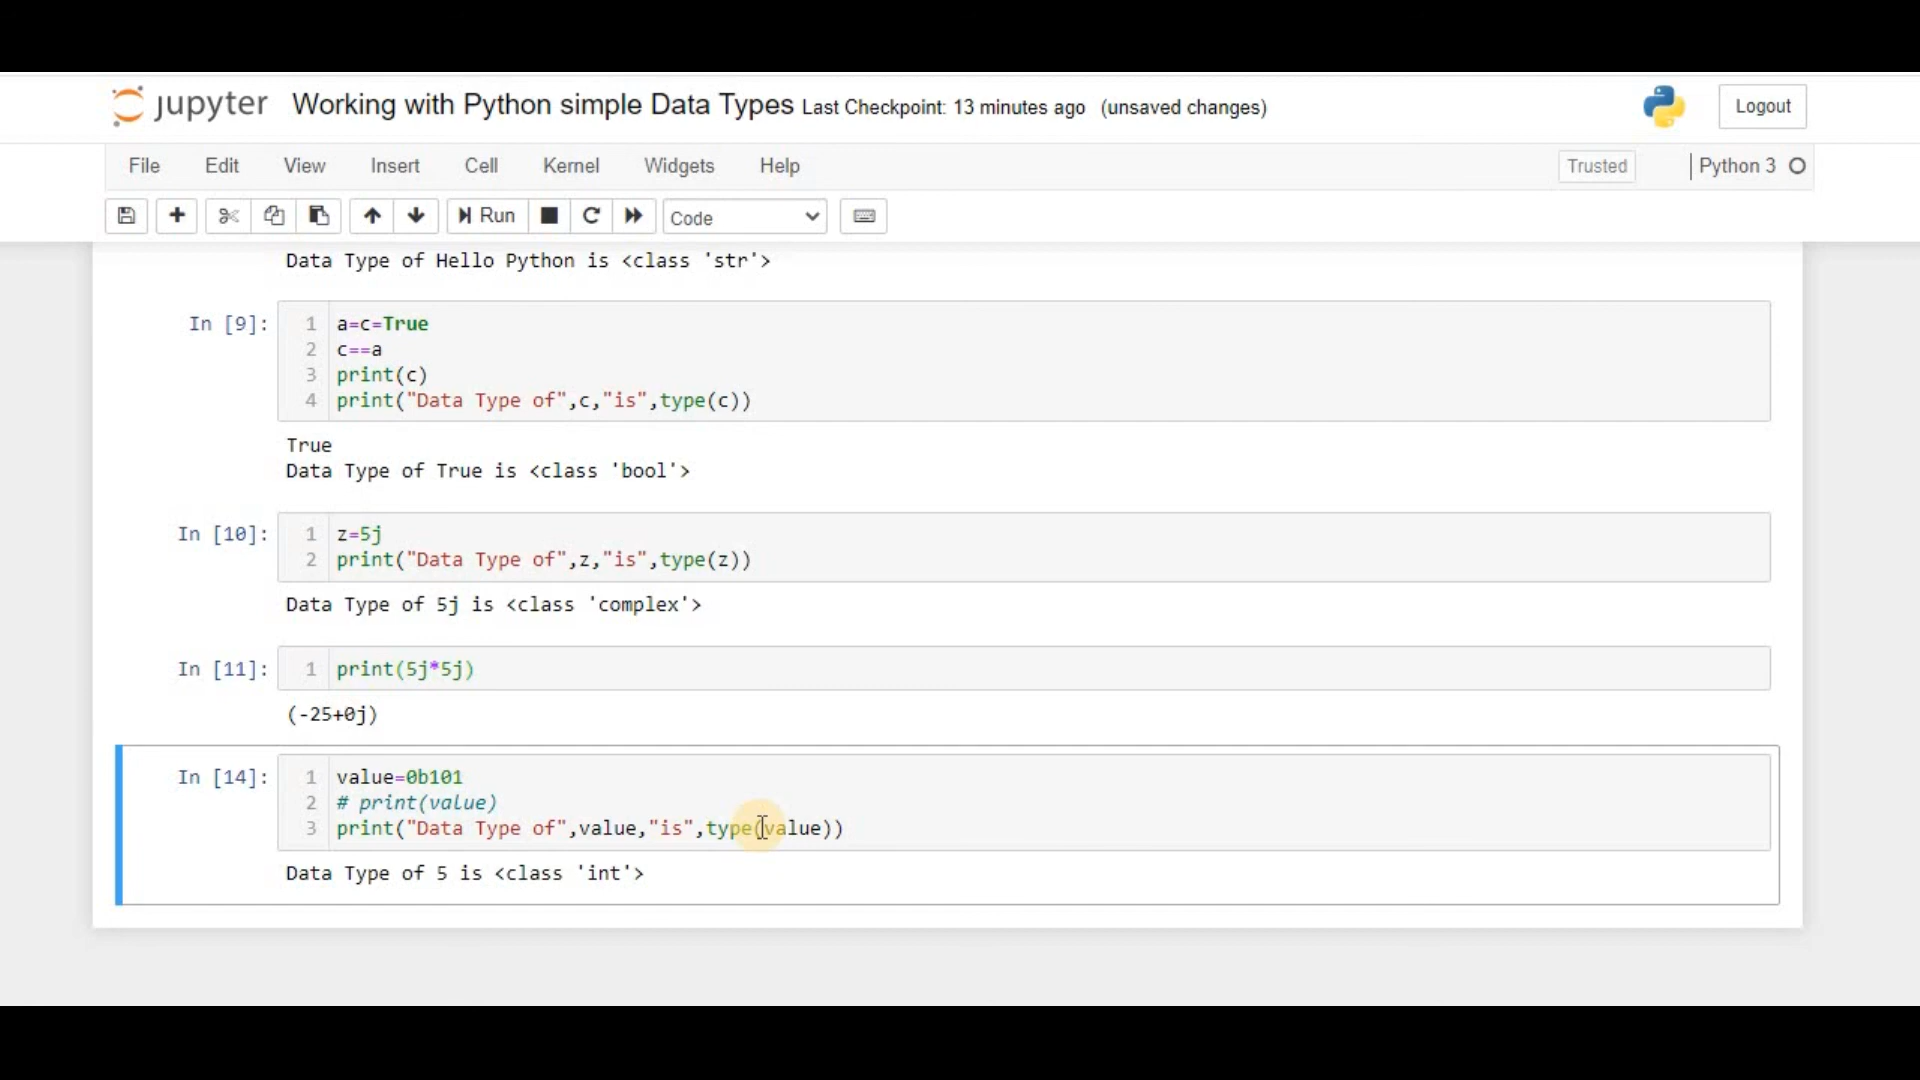 jupyter Working with Python simple Data Types Last Checkpoint: 13 minutes ago (unsaved changes) Logout
File Edit View Insert Cell Kernel Widgets Help Trusted Python 3
Run Code
Data Type of Hello Python is <class 'str'>
In [9]: 1 a=c=True
2 c==a
3 print(c)
4 print("Data Type of",c,"is",type(c))
True
Data Type of True is <class 'bool'>
In [10]: 1 z=5j
2 print("Data Type of",z,"is",type(z))
Data Type of 5j is <class 'complex'>
In [11]: 1 print(5j*5j)
(-25+0j)
In [14]: 1 value=0b101
2 # print(value)
3 print("Data Type of",value,"is",type(value))
Data Type of 5 is <class 'int'>